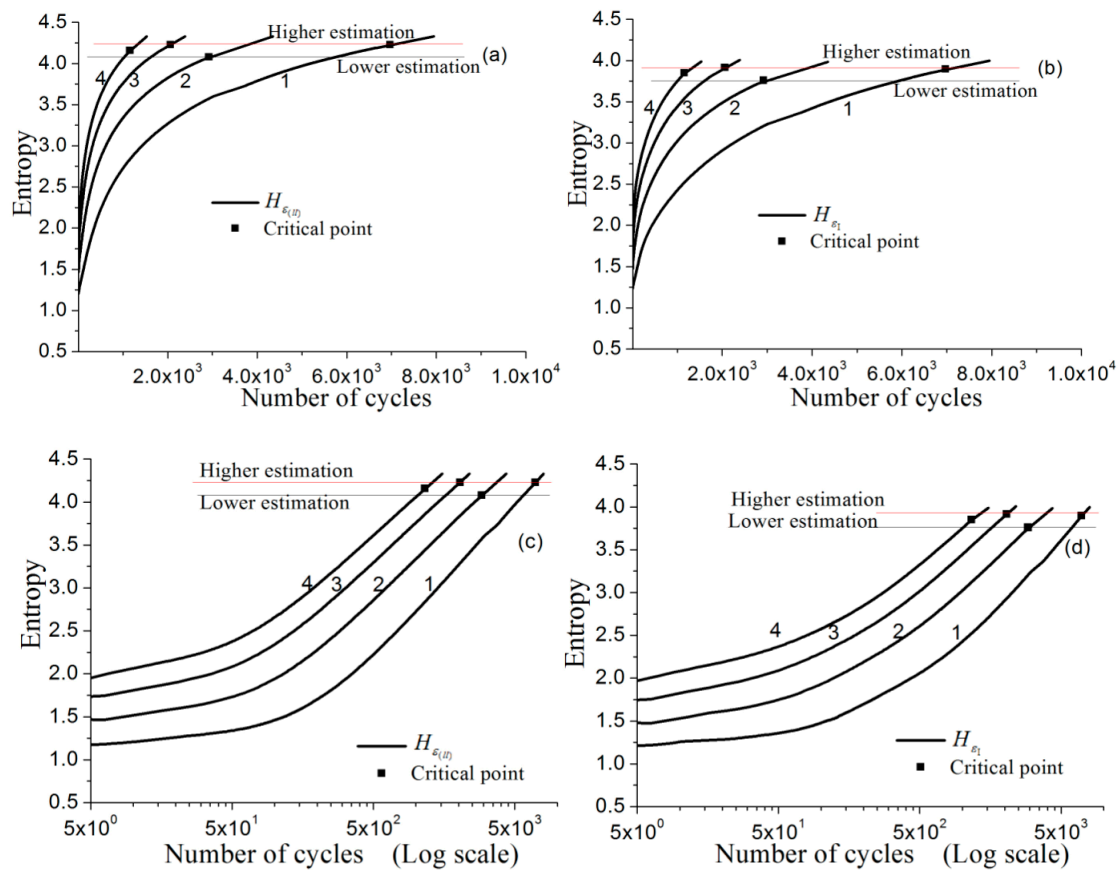 4.5
4.0
3.5
3.0
2.5
2.0
1.5
1.0
0.5
Entropy
Higher estimation
Lower estimation
(a)
4
3
2
1
H ε(II)
Critical point
2.0x10³ 4.0x10³ 6.0x10³ 8.0x10³ 1.0x10⁴
Number of cycles
4.5
4.0
3.5
3.0
2.5
2.0
1.5
1.0
0.5
Entropy
Higher estimation
Lower estimation
(b)
4
3
2
1
H εI
Critical point
2.0x10³ 4.0x10³ 6.0x10³ 8.0x10³ 1.0x10⁴
Number of cycles
4.5
4.0
3.5
3.0
2.5
2.0
1.5
1.0
0.5
Entropy
Higher estimation
Lower estimation
(c)
4
3
2
1
H ε(II)
Critical point
5x10⁰ 5x10¹ 5x10² 5x10³
Number of cycles (Log scale)
4.5
4.0
3.5
3.0
2.5
2.0
1.5
1.0
0.5
Entropy
Higher estimation
Lower estimation
(d)
4
3
2
1
H εI
Critical point
5x10⁰ 5x10¹ 5x10² 5x10³
Number of cycles (Log scale)